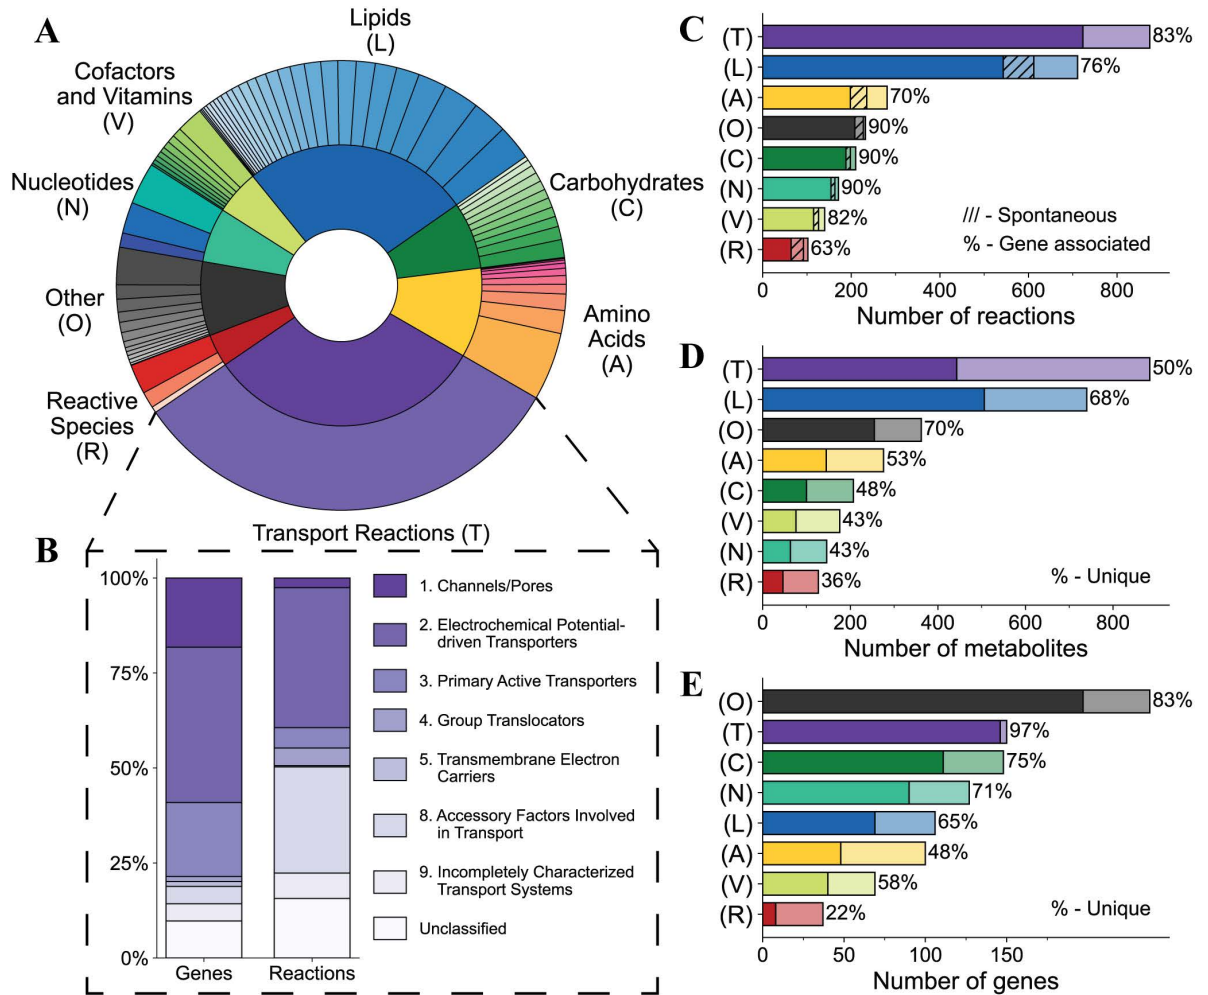 A
Lipids
(L)
Cofactors
and Vitamins
(V)
Nucleotides
(N)
Carbohydrates
(C)
Other
(O)
Amino
Acids
(A)
Reactive
Species
(R)
Transport Reactions (T)
B
100%
75%
50%
25%
0%
Genes
Reactions
1. Channels/Pores
2. Electrochemical Potential-
driven Transporters
3. Primary Active Transporters
4. Group Translocators
5. Transmembrane Electron
Carriers
8. Accessory Factors Involved
in Transport
9. Incompletely Characterized
Transport Systems
Unclassified
C
(T) 83%
(L) 76%
(A) 70%
(O) 90%
(C) 90%
(N) 90%
(V) 82%
(R) 63%
/// - Spontaneous
% - Gene associated
0 200 400 600 800
Number of reactions
D
(T) 50%
(L) 68%
(O) 70%
(A) 53%
(C) 48%
(V) 43%
(N) 43%
(R) 36%
% - Unique
0 200 400 600 800
Number of metabolites
E
(O) 83%
(T) 97%
(C) 75%
(N) 71%
(L) 65%
(A) 48%
(V) 58%
(R) 22%
% - Unique
0 50 100 150
Number of genes